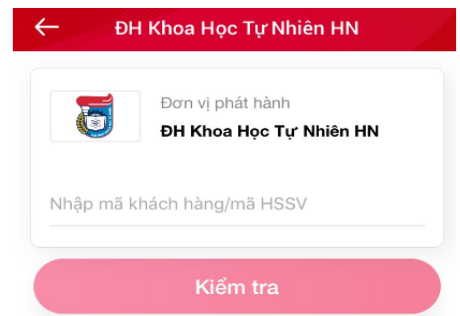 ĐH Khoa Học Tự Nhiên HN
Đơn vị phát hành
ĐH Khoa Học Tự Nhiên HN
Nhập mã khách hàng/mã HSSV
Kiểm tra